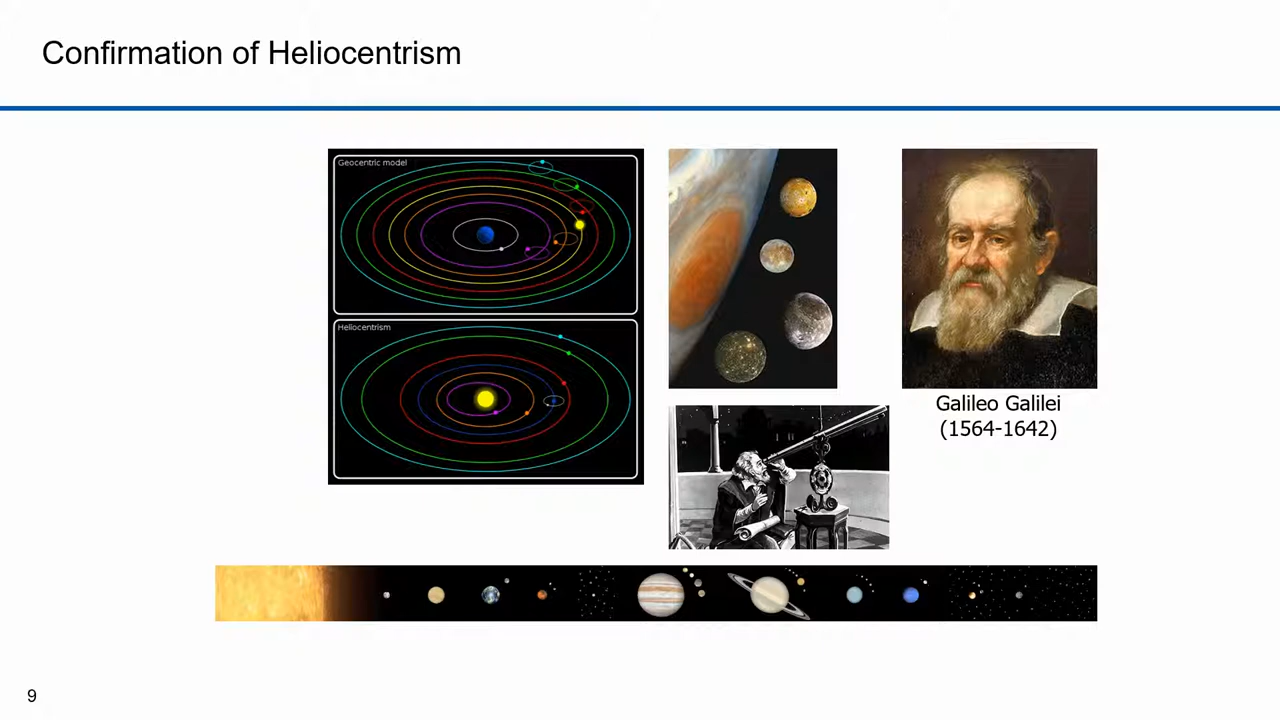 Confirmation of Heliocentrism
Geocentric model
Heliocentrism
Galileo Galilei
(1564-1642)
9